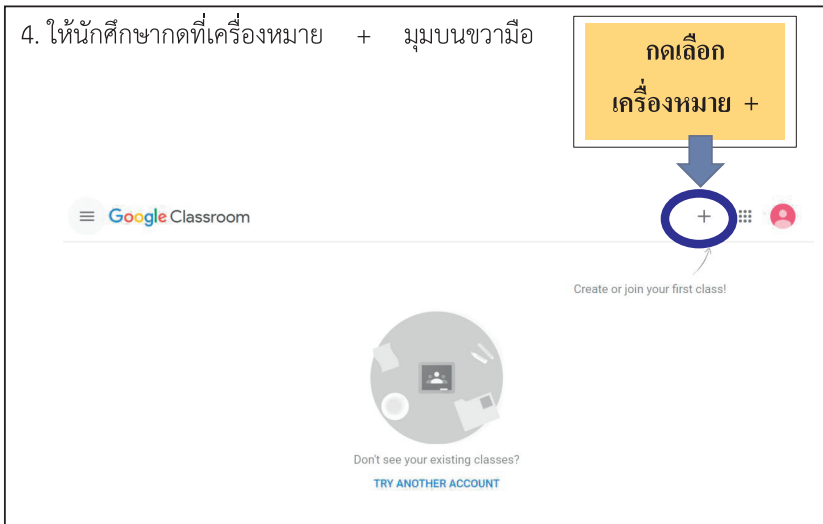 4. ให้นักศึกษากดที่เครื่องหมาย + มุมบนขวามือ
กดเลือก
เครื่องหมาย +
Google Classroom
+
Create or join your first class!
Don't see your existing classes?
TRY ANOTHER ACCOUNT